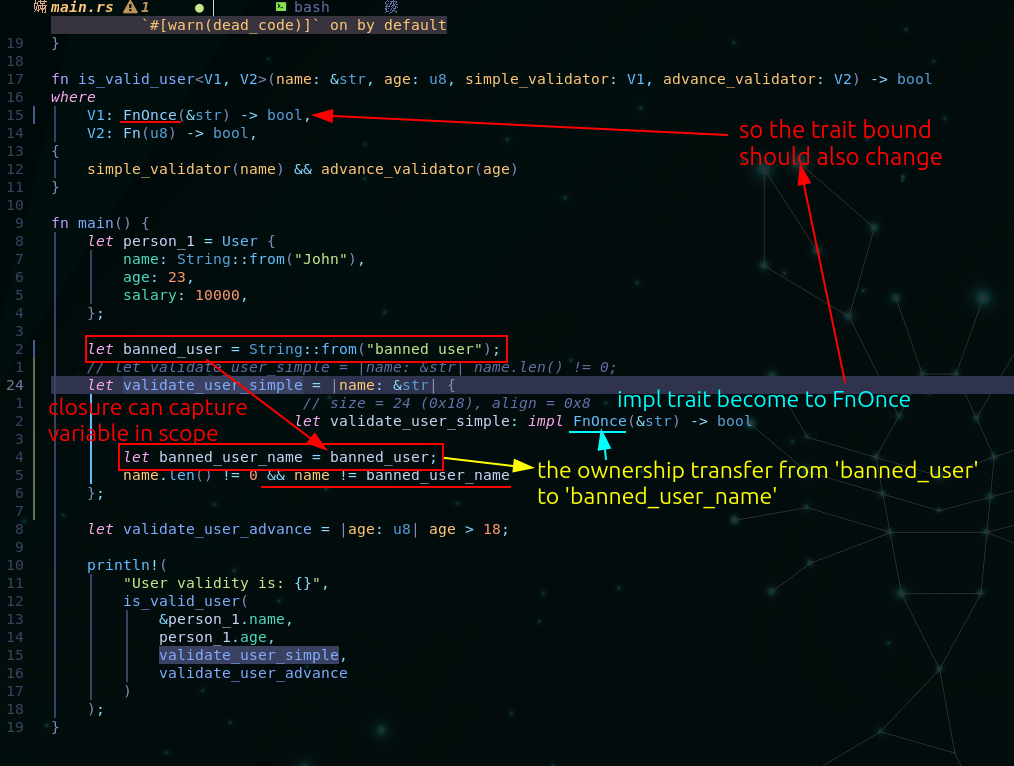 main.rs 1 bash
`#[warn(dead_code)]` on by default
19 }
18
17 fn is_valid_user<V1, V2>(name: &str, age: u8, simple_validator: V1, advance_validator: V2) -> bool
16 where
15 V1: FnOnce(&str) -> bool,
14 V2: Fn(u8) -> bool,
13 {
12 simple_validator(name) && advance_validator(age)
11 }
10
9 fn main() {
8 let person_1 = User {
7 name: String::from("John"),
6 age: 23,
5 salary: 10000,
4 };
3
2 let banned_user = String::from("banned user");
1 // let validate_user_simple = |name: &str| name.len() != 0;
24 let validate_user_simple = |name: &str| {
1 // size = 24 (0x18), align = 0x8
2 let validate_user_simple: impl FnOnce(&str) -> bool
3
4 let banned_user_name = banned_user;
5 name.len() != 0 && name != banned_user_name
6 };
7
8 let validate_user_advance = |age: u8| age > 18;
9
10 println!(
11 "User validity is: {}",
12 is_valid_user(
13 &person_1.name,
14 person_1.age,
15 validate_user_simple,
16 validate_user_advance
17 )
18 );
19 }
so the trait bound
should also change
impl trait become to FnOnce
closure can capture
variable in scope
the ownership transfer from 'banned_user'
to 'banned_user_name'